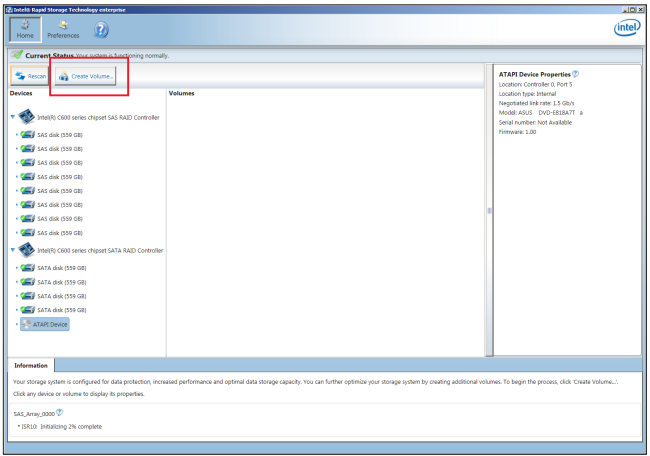 Intel® Rapid Storage Technology enterprise
Home
Preferences
intel
Current Status Your system is functioning normally.
Rescan
Create Volume..
Devices
Volumes
Intel(R) C600 series chipset SAS RAID Controller
SAS disk (559 GB)
SAS disk (559 GB)
SAS disk (559 GB)
SAS disk (559 GB)
SAS disk (559 GB)
SAS disk (559 GB)
SAS disk (559 GB)
SAS disk (559 GB)
Intel(R) C600 series chipset SATA RAID Controller
SATA disk (559 GB)
SATA disk (559 GB)
SATA disk (559 GB)
SATA disk (559 GB)
ATAPI Device
ATAPI Device Properties ?
Location: Controller 0, Port 5
Location type: Internal
Negotiated link rate: 1,5 Gb/s
Model: ASUS DVD-E818A7T a
Serial number: Not Available
Firmware: 1.00
Information
Your storage system is configured for data protection, increased performance and optimal data storage capacity. You can further optimize your storage system by creating additional volumes. To begin the process, click 'Create Volume...'.
Click any device or volume to display its properties.
SAS_Array_0000 ?
• ISR10: Initializing 2% complete